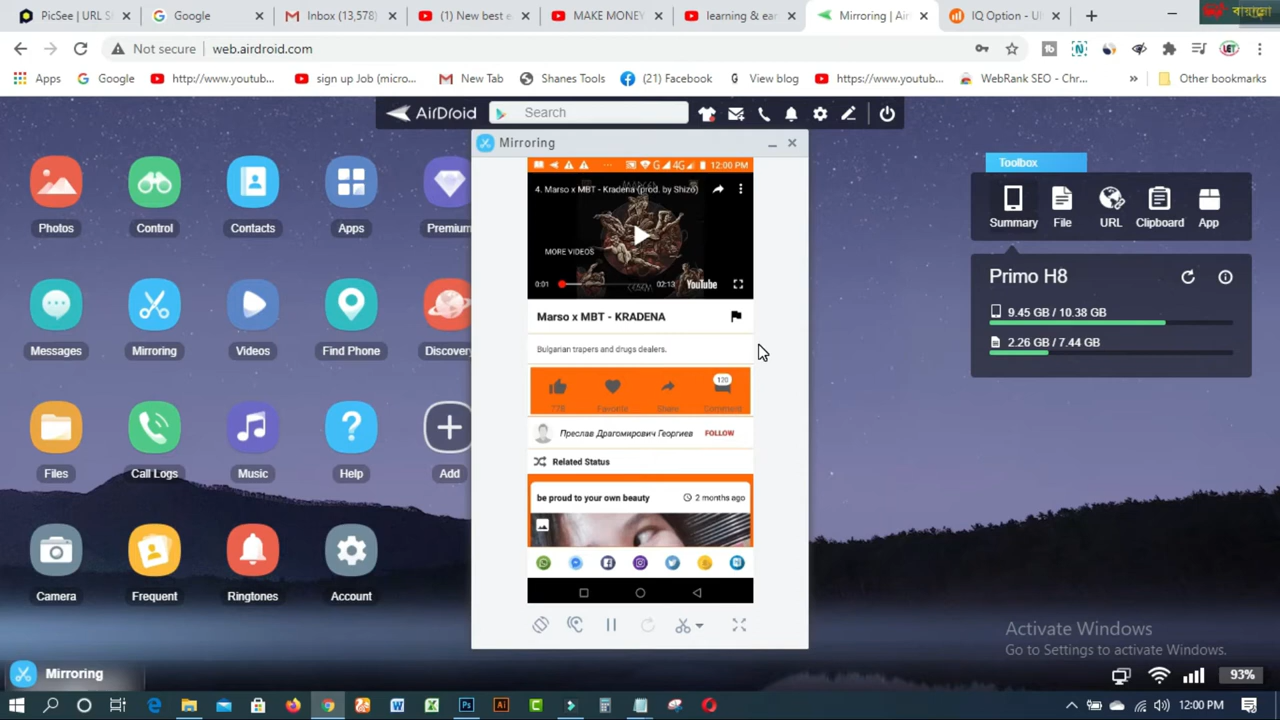 PicSee | URL Sh
Google
Inbox (13,578)
(1) New best e
MAKE MONEY
learning & ear
Mirroring | Air
IQ Option - Ul
বায়ান্নো
Not secure
web.airdroid.com
Apps
Google
http://www.youtub...
sign up Job (micro...
New Tab
Shanes Tools
(21) Facebook
View blog
https://www.youtub...
WebRank SEO - Chr...
»
Other bookmarks
AirDroid
Search
Mirroring
Toolbox
Photos
Control
Contacts
Apps
Premium
G
4G
12:00 PM
4. Marso x MBT - Kradena (prod. by Shizo)
MORE VIDEOS
0:01
02:13
YouTube
Summary
File
URL
Clipboard
App
Primo H8
9.45 GB / 10.38 GB
2.26 GB / 7.44 GB
Marso x MBT - KRADENA
Bulgarian trapers and drugs dealers.
Messages
Mirroring
Videos
Find Phone
Discovery
120
778
Favorite
Share
Comment
Преслав Драгомирович Георгиев
FOLLOW
Related Status
be proud to your own beauty
2 months ago
Files
Call Logs
Music
Help
Add
Camera
Frequent
Ringtones
Account
Activate Windows
Go to Settings to activate Windows.
Mirroring
93%
12:00 PM